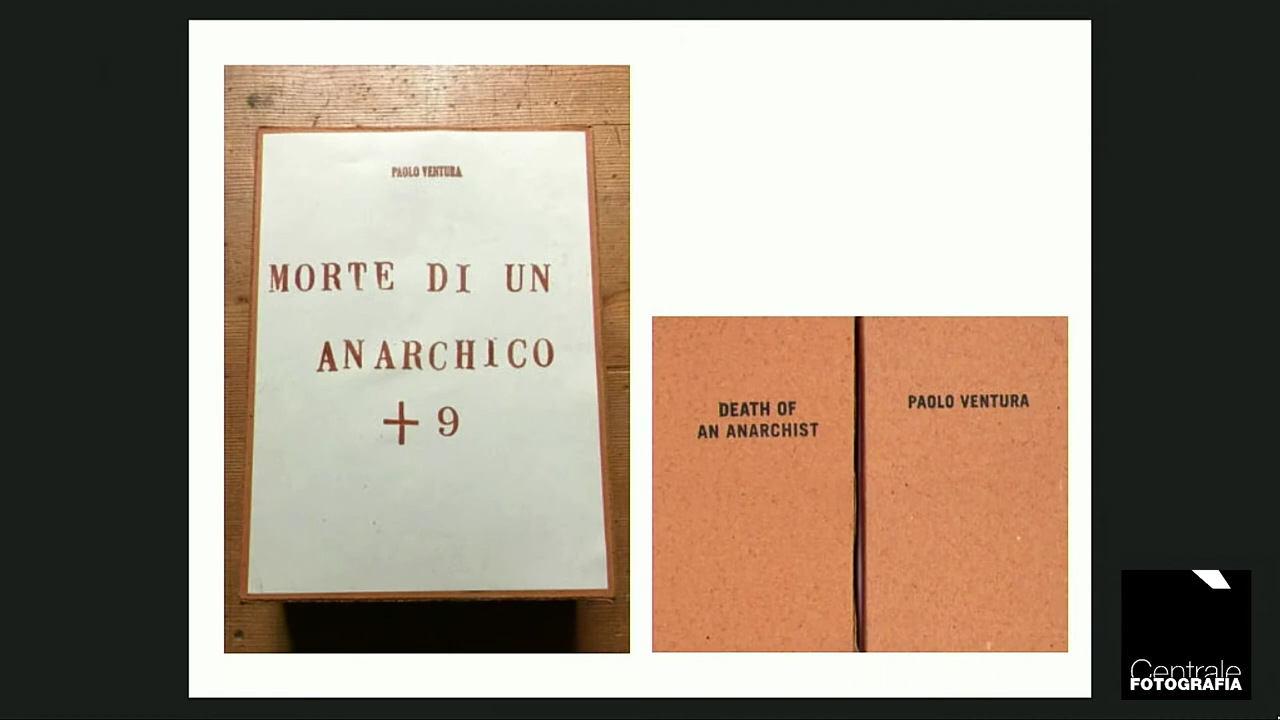 PAOLO VENTURA
MORTE DI UN
ANARCHICO
+ 9
DEATH OF
AN ANARCHIST
PAOLO VENTURA
Centrale
FOTOGRAFIA